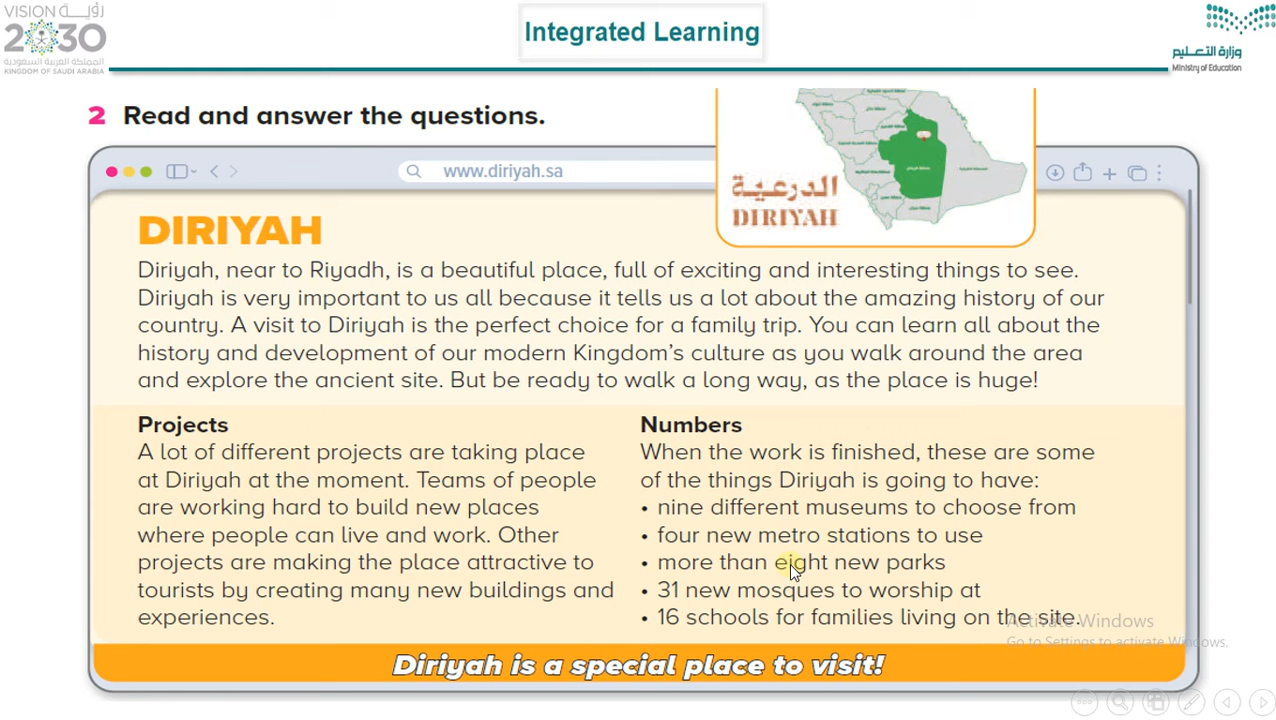 VISION رؤيــة
2030
المملكة العربية السعودية
KINGDOM OF SAUDI ARABIA
Integrated Learning
وزارة التعـليم
Ministry of Education
2 Read and answer the questions.
www.diriyah.sa
الدرعية
DIRIYAH
DIRIYAH
Diriyah, near to Riyadh, is a beautiful place, full of exciting and interesting things to see.
Diriyah is very important to us all because it tells us a lot about the amazing history of our
country. A visit to Diriyah is the perfect choice for a family trip. You can learn all about the
history and development of our modern Kingdom's culture as you walk around the area
and explore the ancient site. But be ready to walk a long way, as the place is huge!
Projects
A lot of different projects are taking place
at Diriyah at the moment. Teams of people
are working hard to build new places
where people can live and work. Other
projects are making the place attractive to
tourists by creating many new buildings and
experiences.
Numbers
When the work is finished, these are some
of the things Diriyah is going to have:
• nine different museums to choose from
• four new metro stations to use
• more than eight new parks
• 31 new mosques to worship at
• 16 schools for families living on the site.
Activate Windows
Go to Settings to activate Windows.
Diriyah is a special place to visit!